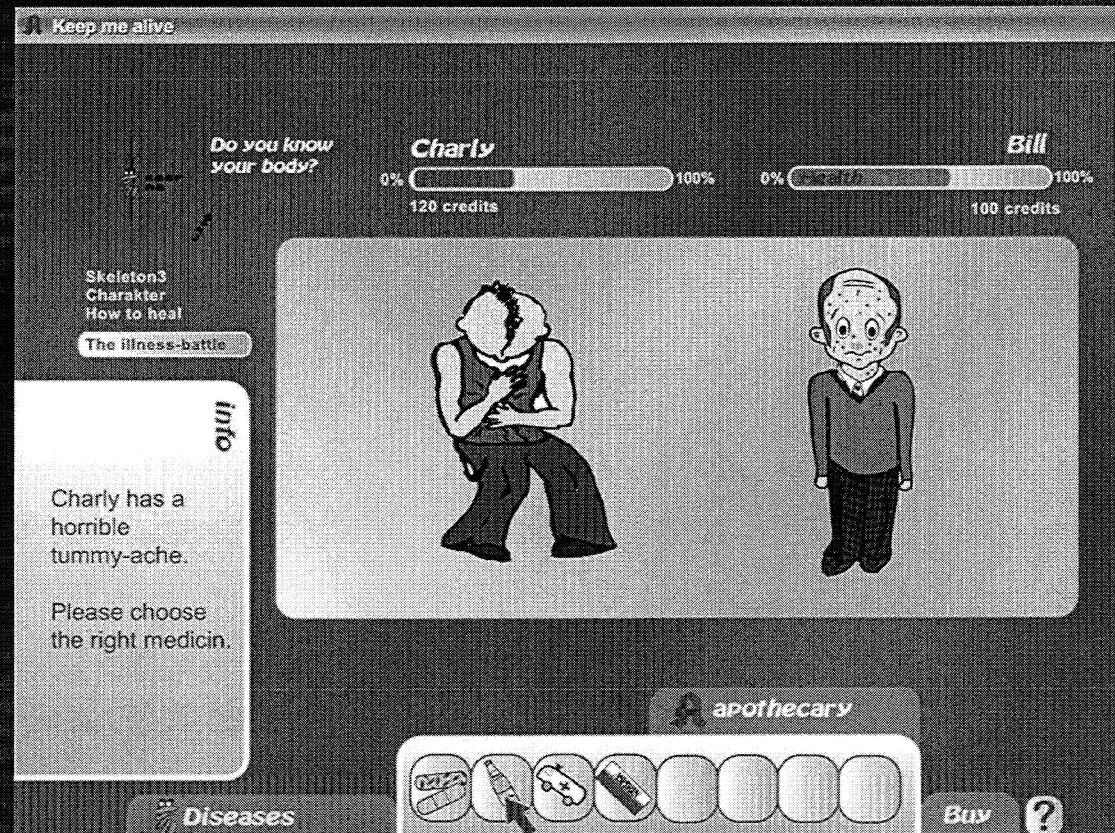 Keep me alive
Do you know
your body?
Charly
0%
100%
120 credits
Bill
0%
Health
100%
100 credits
Skeleton3
Charakter
How to heal
The illness-battle
info
Charly has a
horrible
tummy-ache.
Please choose
the right medicin.
apothecary
Diseases
Buy
?